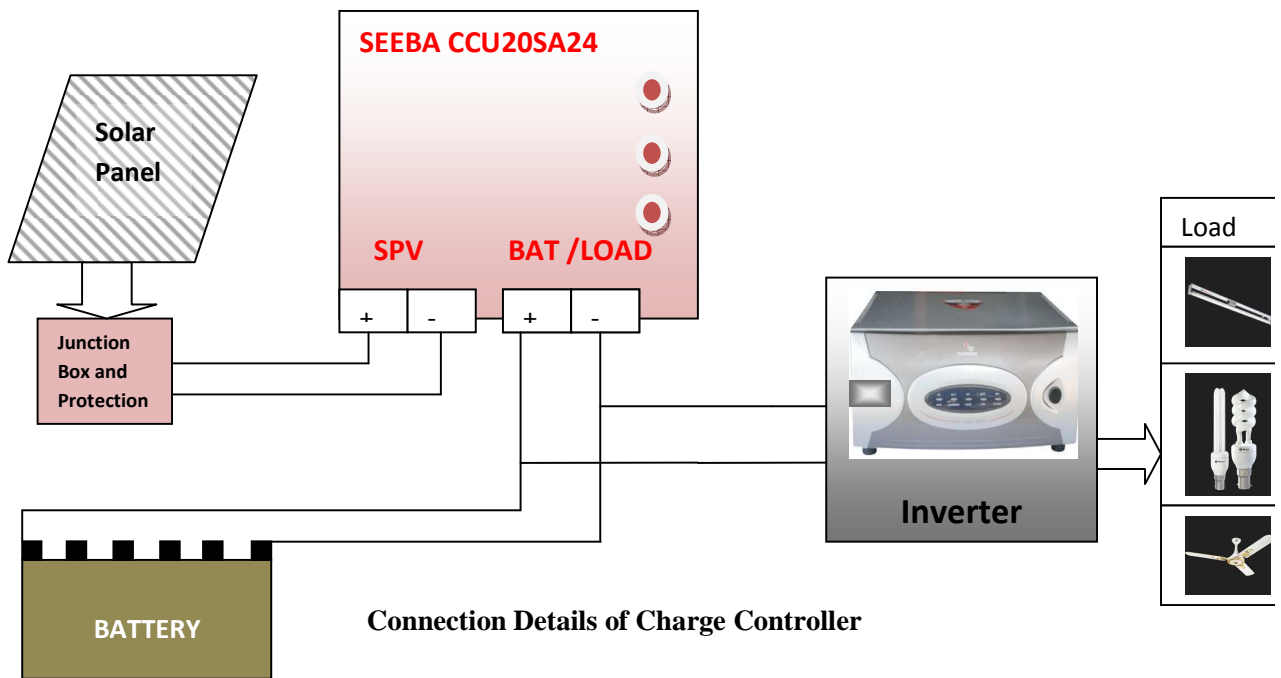 SEEBA CCU20SA24
Solar
Panel
SPV
BAT /LOAD
+
-
+
-
Junction
Box and
Protection
Load
Inverter
BATTERY
Connection Details of Charge Controller